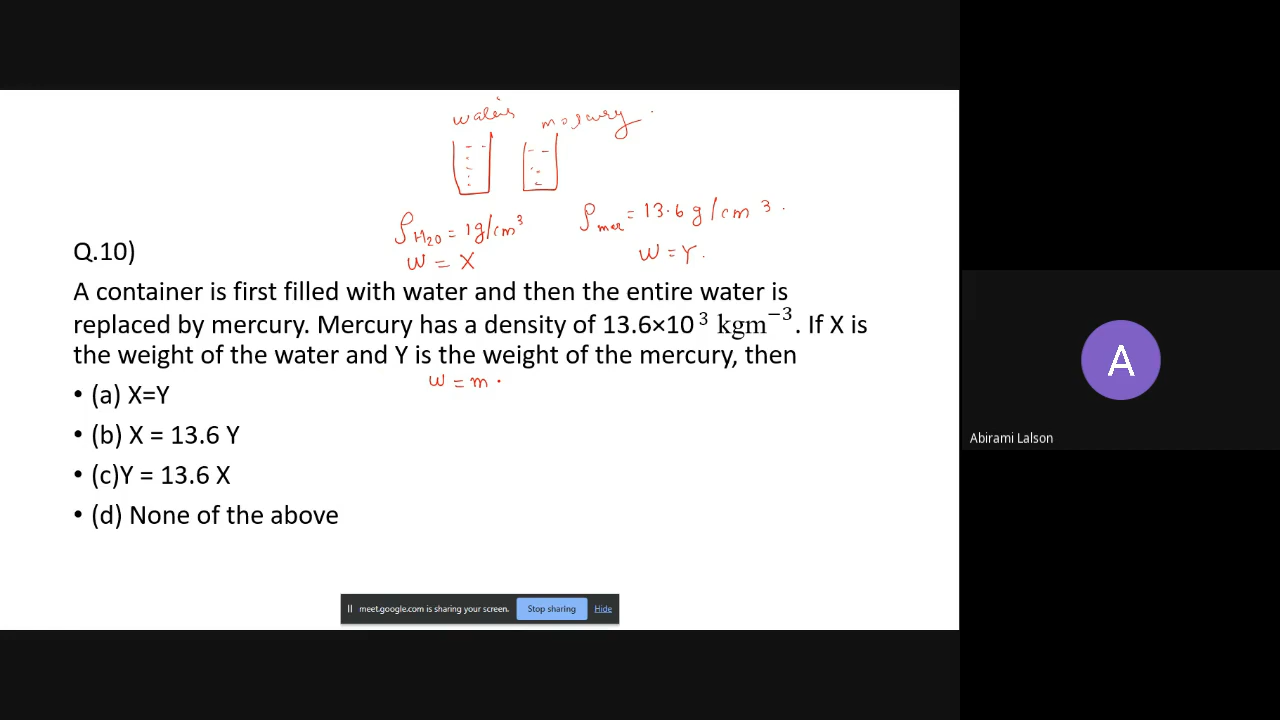 water
mercury
ρH₂O = 1g/cm³
ρmer = 13.6 g/cm³.
W = X
W = Y.
Q.10)
A container is first filled with water and then the entire water is
replaced by mercury. Mercury has a density of 13.6×10 ³ kgm⁻³. If X is
the weight of the water and Y is the weight of the mercury, then
W = m ·
• (a) X=Y
• (b) X = 13.6 Y
• (c)Y = 13.6 X
• (d) None of the above
meet.google.com is sharing your screen. Stop sharing Hide
A
Abirami Lalson